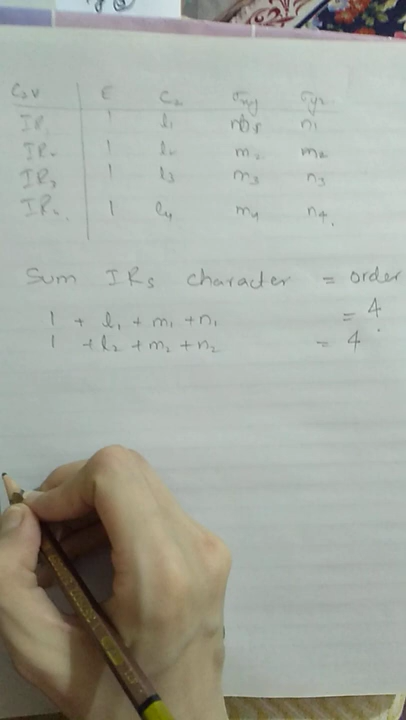 C2v E C2 σxy σyz
IR1 1 l1 m1 n1
IR2 1 l2 m2 m2
IR3 1 l3 m3 n3
IR4 1 l4 m4 n4.
Sum IRs character = order
1 + l1 + m1 + n1 = 4
1 + l2 + m2 + n2 = 4.